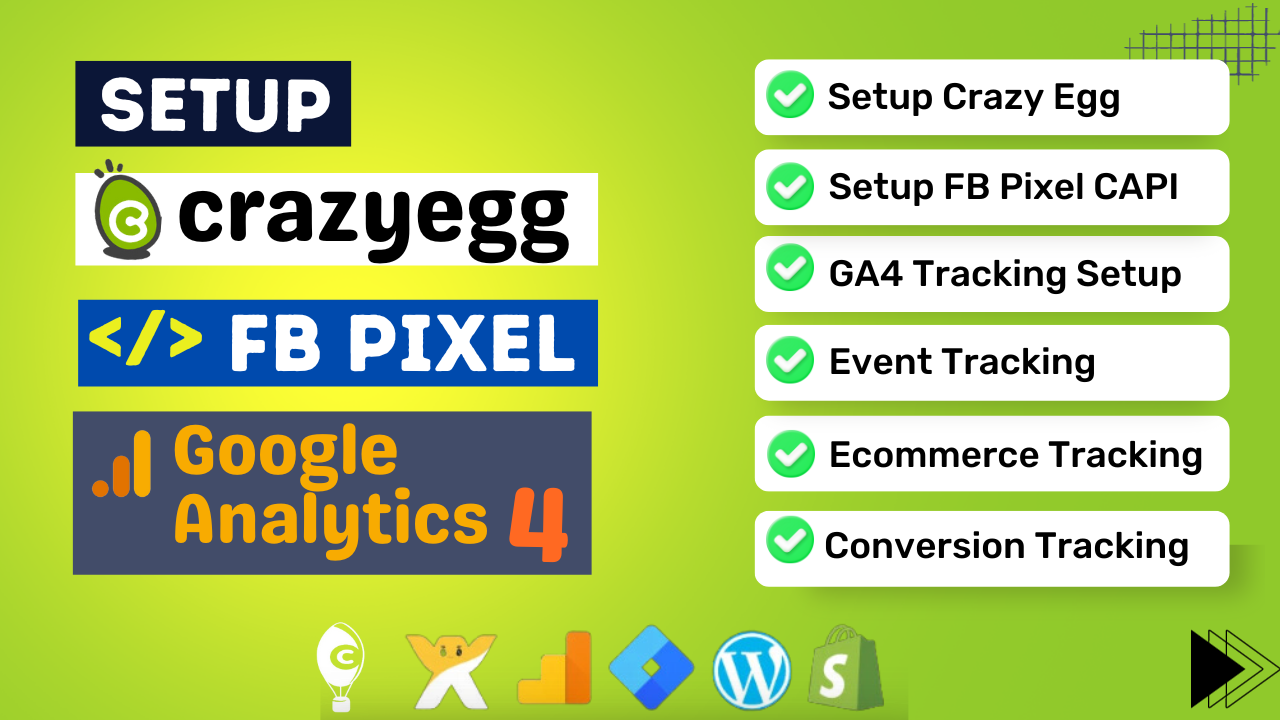 SETUP
crazyegg
</> FB PIXEL
Google
Analytics 4
Setup Crazy Egg
Setup FB Pixel CAPI
GA4 Tracking Setup
Event Tracking
Ecommerce Tracking
Conversion Tracking